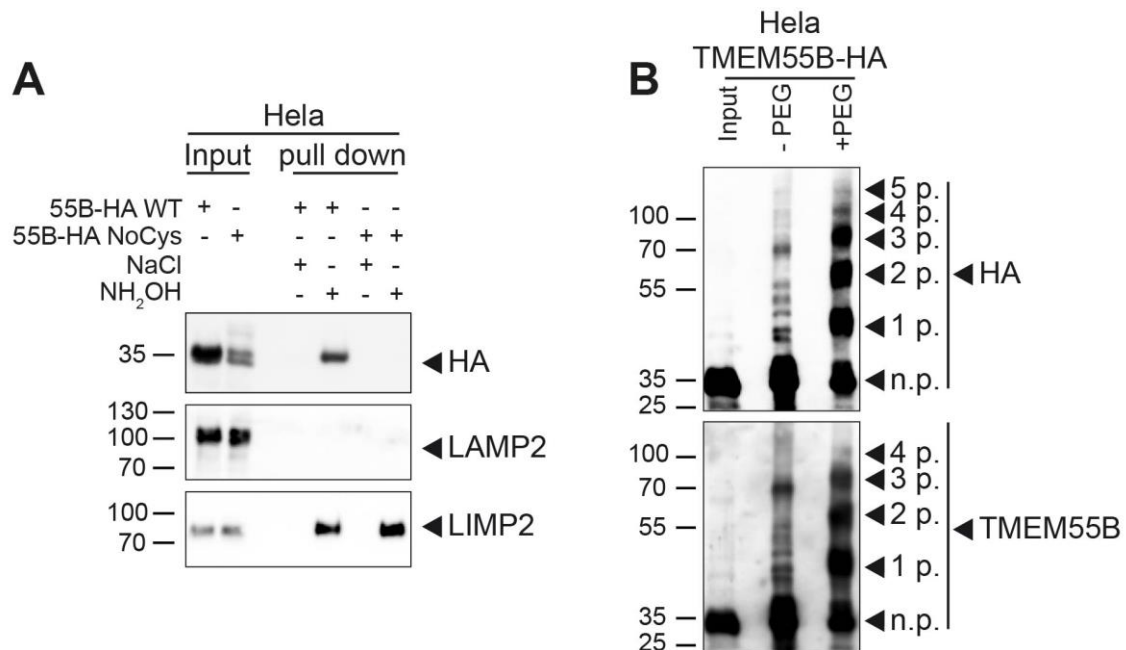 A
Hela
Input pull down
55B-HA WT + - + + - -
55B-HA NoCys - + - - + +
NaCl + - + -
NH2OH - + - +
35 HA
130
100 LAMP2
70
100 LIMP2
70
B
Hela
TMEM55B-HA
Input - PEG +PEG
5 p.
100 4 p.
70 3 p.
55 2 p. HA
1 p.
35 n.p.
25
100 4 p.
70 3 p.
55 2 p. TMEM55B
1 p.
35 n.p.
25